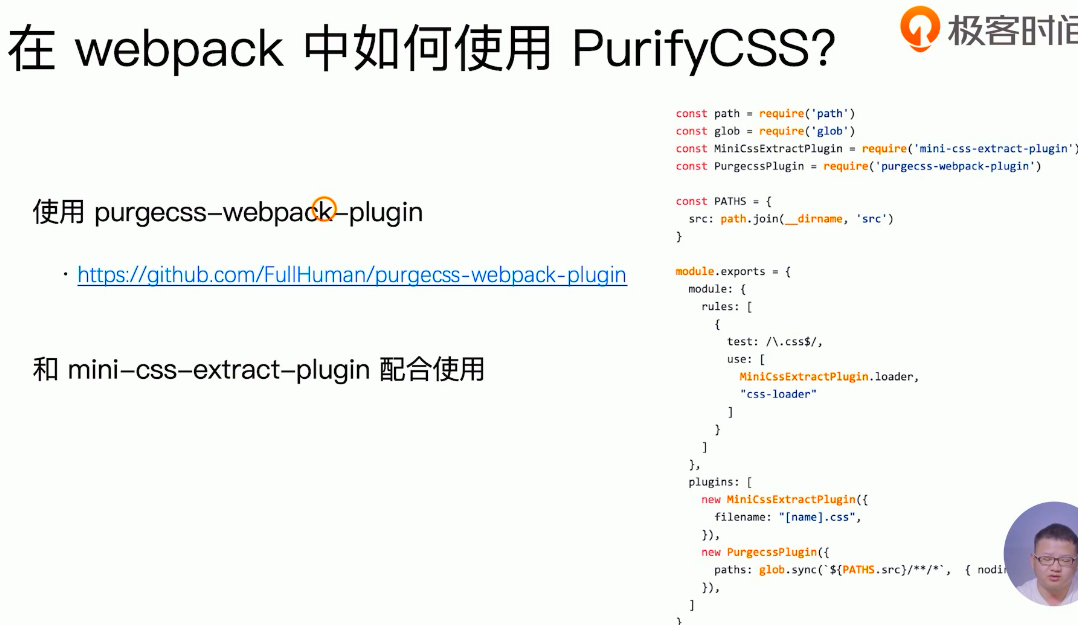 在 webpack 中如何使用 PurifyCSS?
极客时间
使用 purgecss-webpack-plugin
· https://github.com/FullHuman/purgecss-webpack-plugin
和 mini-css-extract-plugin 配合使用
const path = require('path')
const glob = require('glob')
const MiniCssExtractPlugin = require('mini-css-extract-plugin')
const PurgecssPlugin = require('purgecss-webpack-plugin')
const PATHS = {
src: path.join(__dirname, 'src')
}
module.exports = {
module: {
rules: [
{
test: /\.css$/,
use: [
MiniCssExtractPlugin.loader,
"css-loader"
]
}
]
},
plugins: [
new MiniCssExtractPlugin({
filename: "[name].css",
}),
new PurgecssPlugin({
paths: glob.sync(`${PATHS.src}/**/*`, { nodi
}),
]
}